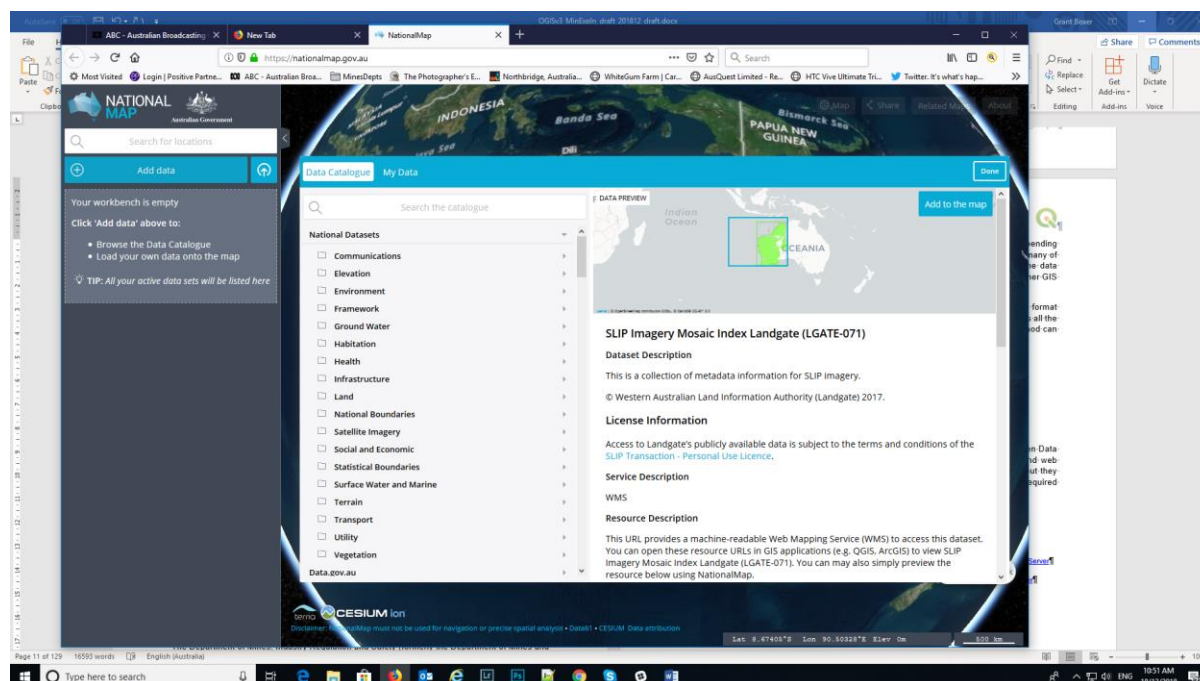 QGISv3 MinExeln draft 201812 draft.docx
Grant Boxer
File
Share
Comments
Paste
Find
Replace
Select
Editing
Get
Add-ins
Add-ins
Dictate
Voice
ABC - Australian Broadcasting
New Tab
NationalMap
https://nationalmap.gov.au
Search
Most Visited
Login | Positive Partne...
ABC - Australian Broa...
MinesDepts
The Photographer's E...
Northbridge, Australia...
WhiteGum Farm | Car...
AusQuest Limited - Re...
HTC Vive Ultimate Tri...
Twitter. It's what's hap...
NATIONAL
MAP
Australian Government
Search for locations
Add data
Your workbench is empty
Click 'Add data' above to:
• Browse the Data Catalogue
• Load your own data onto the map
TIP: All your active data sets will be listed here
INDONESIA
Banda Sea
Dili
Bismarck Sea
PAPUA NEW
GUINEA
Map
Share
Related Maps
About
Data Catalogue
My Data
Done
Search the catalogue
National Datasets
Communications
Elevation
Environment
Framework
Ground Water
Habitation
Health
Infrastructure
Land
National Boundaries
Satellite Imagery
Social and Economic
Statistical Boundaries
Surface Water and Marine
Terrain
Transport
Utility
Vegetation
Data.gov.au
DATA PREVIEW
Indian
Ocean
OCEANIA
Add to the map
SLIP Imagery Mosaic Index Landgate (LGATE-071)
Dataset Description
This is a collection of metadata information for SLIP imagery.
© Western Australian Land Information Authority (Landgate) 2017.
License Information
Access to Landgate's publicly available data is subject to the terms and conditions of the
SLIP Transaction - Personal Use Licence.
Service Description
WMS
Resource Description
This URL provides a machine-readable Web Mapping Service (WMS) to access this dataset.
You can open these resource URLs in GIS applications (e.g. QGIS, ArcGIS) to view SLIP
Imagery Mosaic Index Landgate (LGATE-071). You can may also simply preview the
resource below using NationalMap.
terria
CESIUM ion
Lat 8.67405°S Lon 90.50328°E Elev 0m
500 km
Page 11 of 129
16593 words
English (Australia)
Type here to search
ENG
10:51 AM